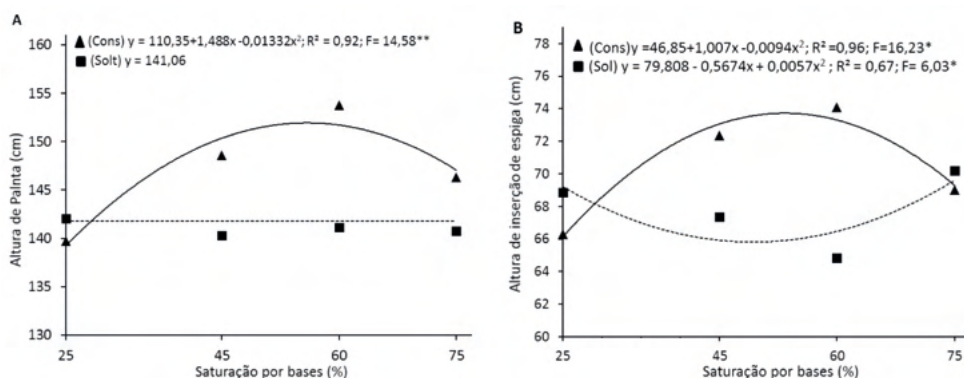 A
▲ (Cons) y = 110,35+1,488x-0,01332x²; R² = 0,92; F= 14,58**
■ (Solt) y = 141,06
Altura de Palnta (cm)
160
155
150
145
140
135
130
25 45 60 75
Saturação por bases (%)
B
▲ (Cons)y =46,85+1,007x-0,0094x²; R² =0,96; F=16,23*
■ (Sol) y = 79,808 - 0,5674x + 0,0057x² ; R² = 0,67; F= 6,03*
Altura de inserção de espiga (cm)
78
76
74
72
70
68
66
64
62
60
25 45 60 75
Saturação por bases (%)